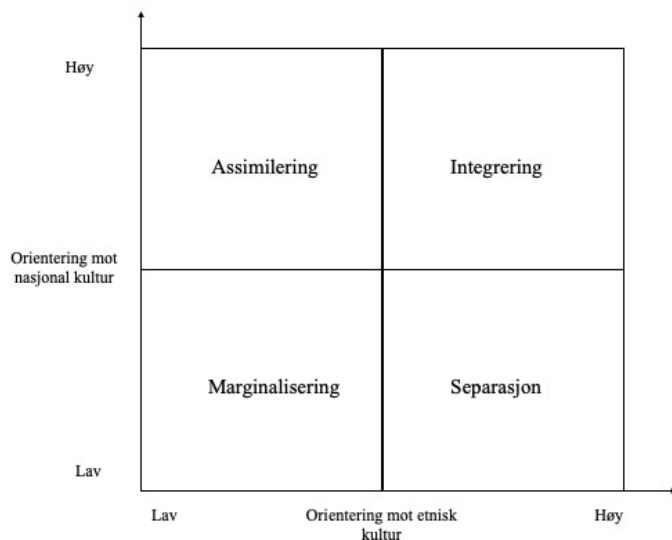 Høy
Assimilering
Integrering
Orientering mot
nasjonal kultur
Marginalisering
Separasjon
Lav
Lav
Orientering mot etnisk
kultur
Høy